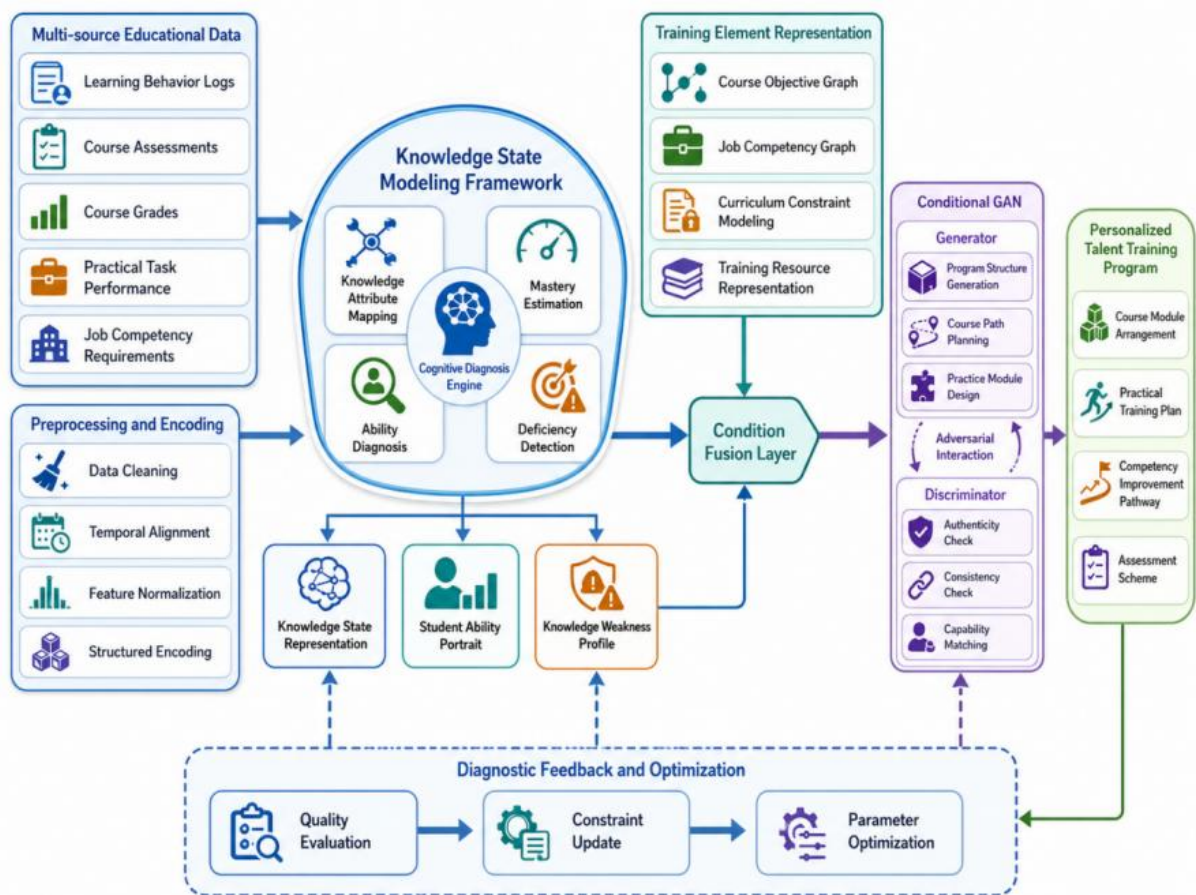 Multi-source Educational Data
Learning Behavior Logs
Course Assessments
Course Grades
Practical Task
Performance
Job Competency
Requirements
Preprocessing and Encoding
Data Cleaning
Temporal Alignment
Feature Normalization
Structured Encoding
Knowledge State
Modeling Framework
Knowledge
Attribute
Mapping
Mastery
Estimation
Cognitive Diagnosis
Engine
Ability
Diagnosis
Deficiency
Detection
Knowledge State
Representation
Student Ability
Portrait
Knowledge Weakness
Profile
Training Element Representation
Course Objective Graph
Job Competency Graph
Curriculum Constraint
Modeling
Training Resource
Representation
Condition
Fusion Layer
Conditional GAN
Generator
Program Structure
Generation
Course Path
Planning
Practice Module
Design
Adversarial
Interaction
Discriminator
Authenticity
Check
Consistency
Check
Capability
Matching
Personalized
Talent Training
Program
Course Module
Arrangement
Practical
Training Plan
Competency
Improvement
Pathway
Assessment
Scheme
Diagnostic Feedback and Optimization
Quality
Evaluation
Constraint
Update
Parameter
Optimization